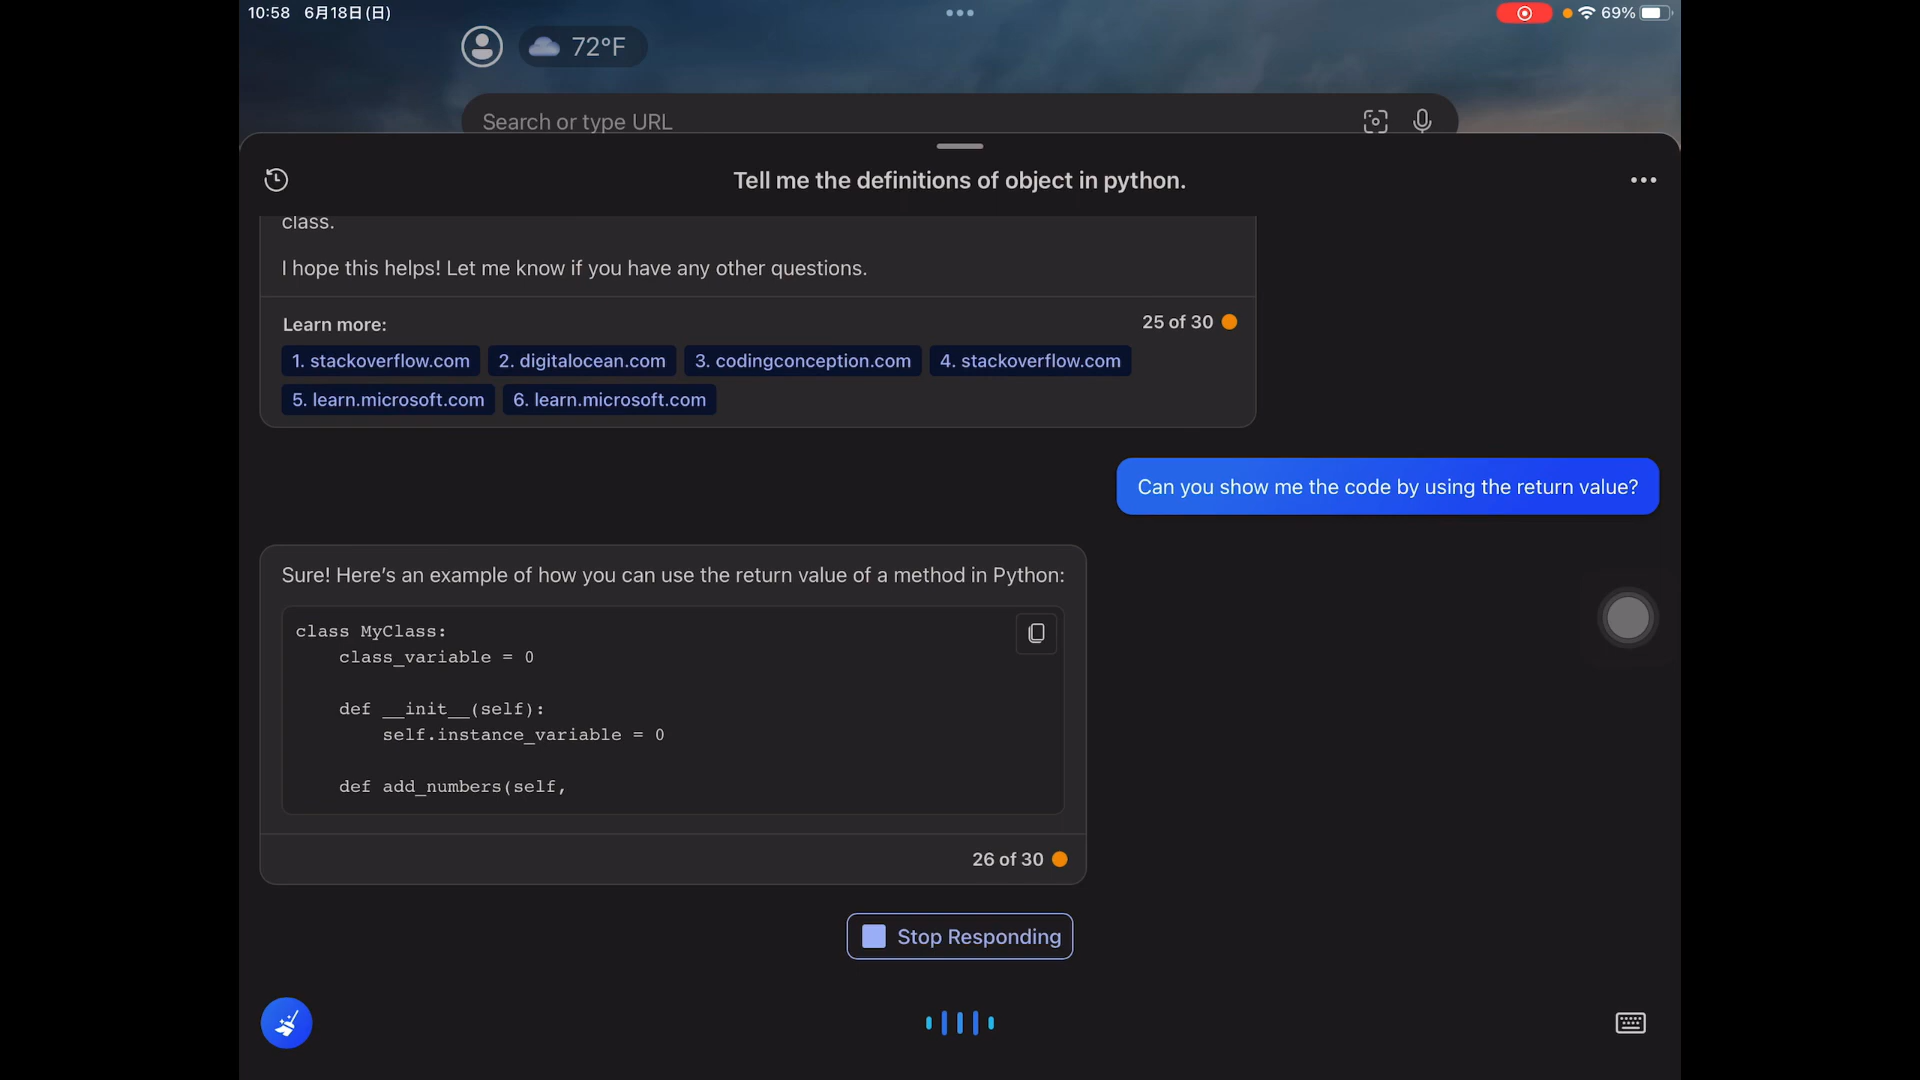 10:58 6月18日(日)
69%
72°F
Search or type URL
Tell me the definitions of object in python.
class.
I hope this helps! Let me know if you have any other questions.
Learn more:
25 of 30
1. stackoverflow.com 2. digitalocean.com 3. codingconception.com 4. stackoverflow.com
5. learn.microsoft.com 6. learn.microsoft.com
Can you show me the code by using the return value?
Sure! Here’s an example of how you can use the return value of a method in Python:
class MyClass:
    class_variable = 0
    def __init__(self):
        self.instance_variable = 0
    def add_numbers(self,
26 of 30
Stop Responding